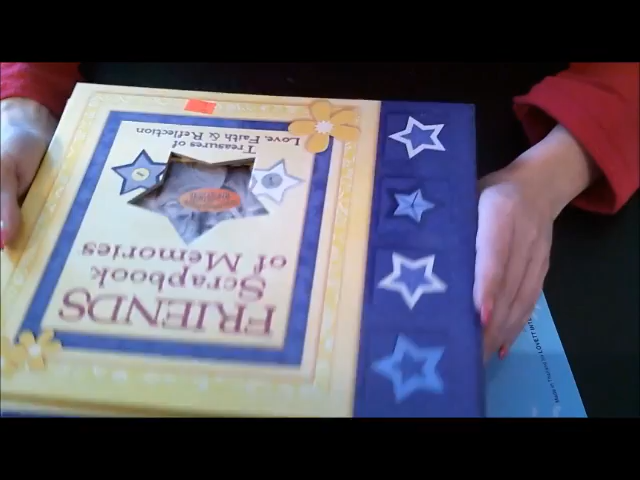 FRIENDS
Scrapbook
of Memories
Treasures of
Love, Faith & Reflection